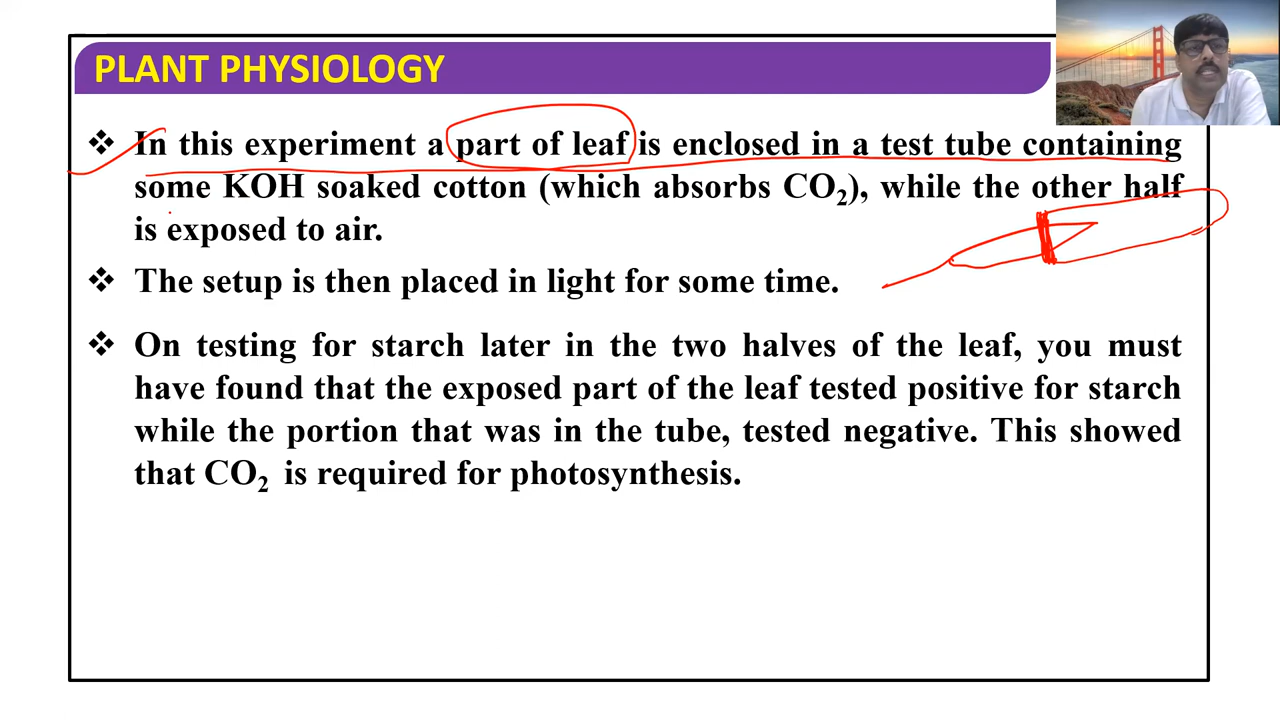 PLANT PHYSIOLOGY
❖ In this experiment a part of leaf is enclosed in a test tube containing
some KOH soaked cotton (which absorbs CO₂), while the other half
is exposed to air.
❖ The setup is then placed in light for some time.
❖ On testing for starch later in the two halves of the leaf, you must
have found that the exposed part of the leaf tested positive for starch
while the portion that was in the tube, tested negative. This showed
that CO₂ is required for photosynthesis.